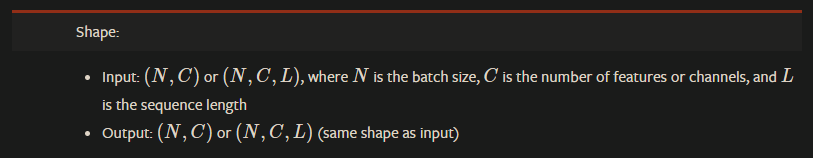 Shape:
• Input: (N, C) or (N, C, L), where N is the batch size, C is the number of features or channels, and L
is the sequence length
• Output: (N, C) or (N, C, L) (same shape as input)